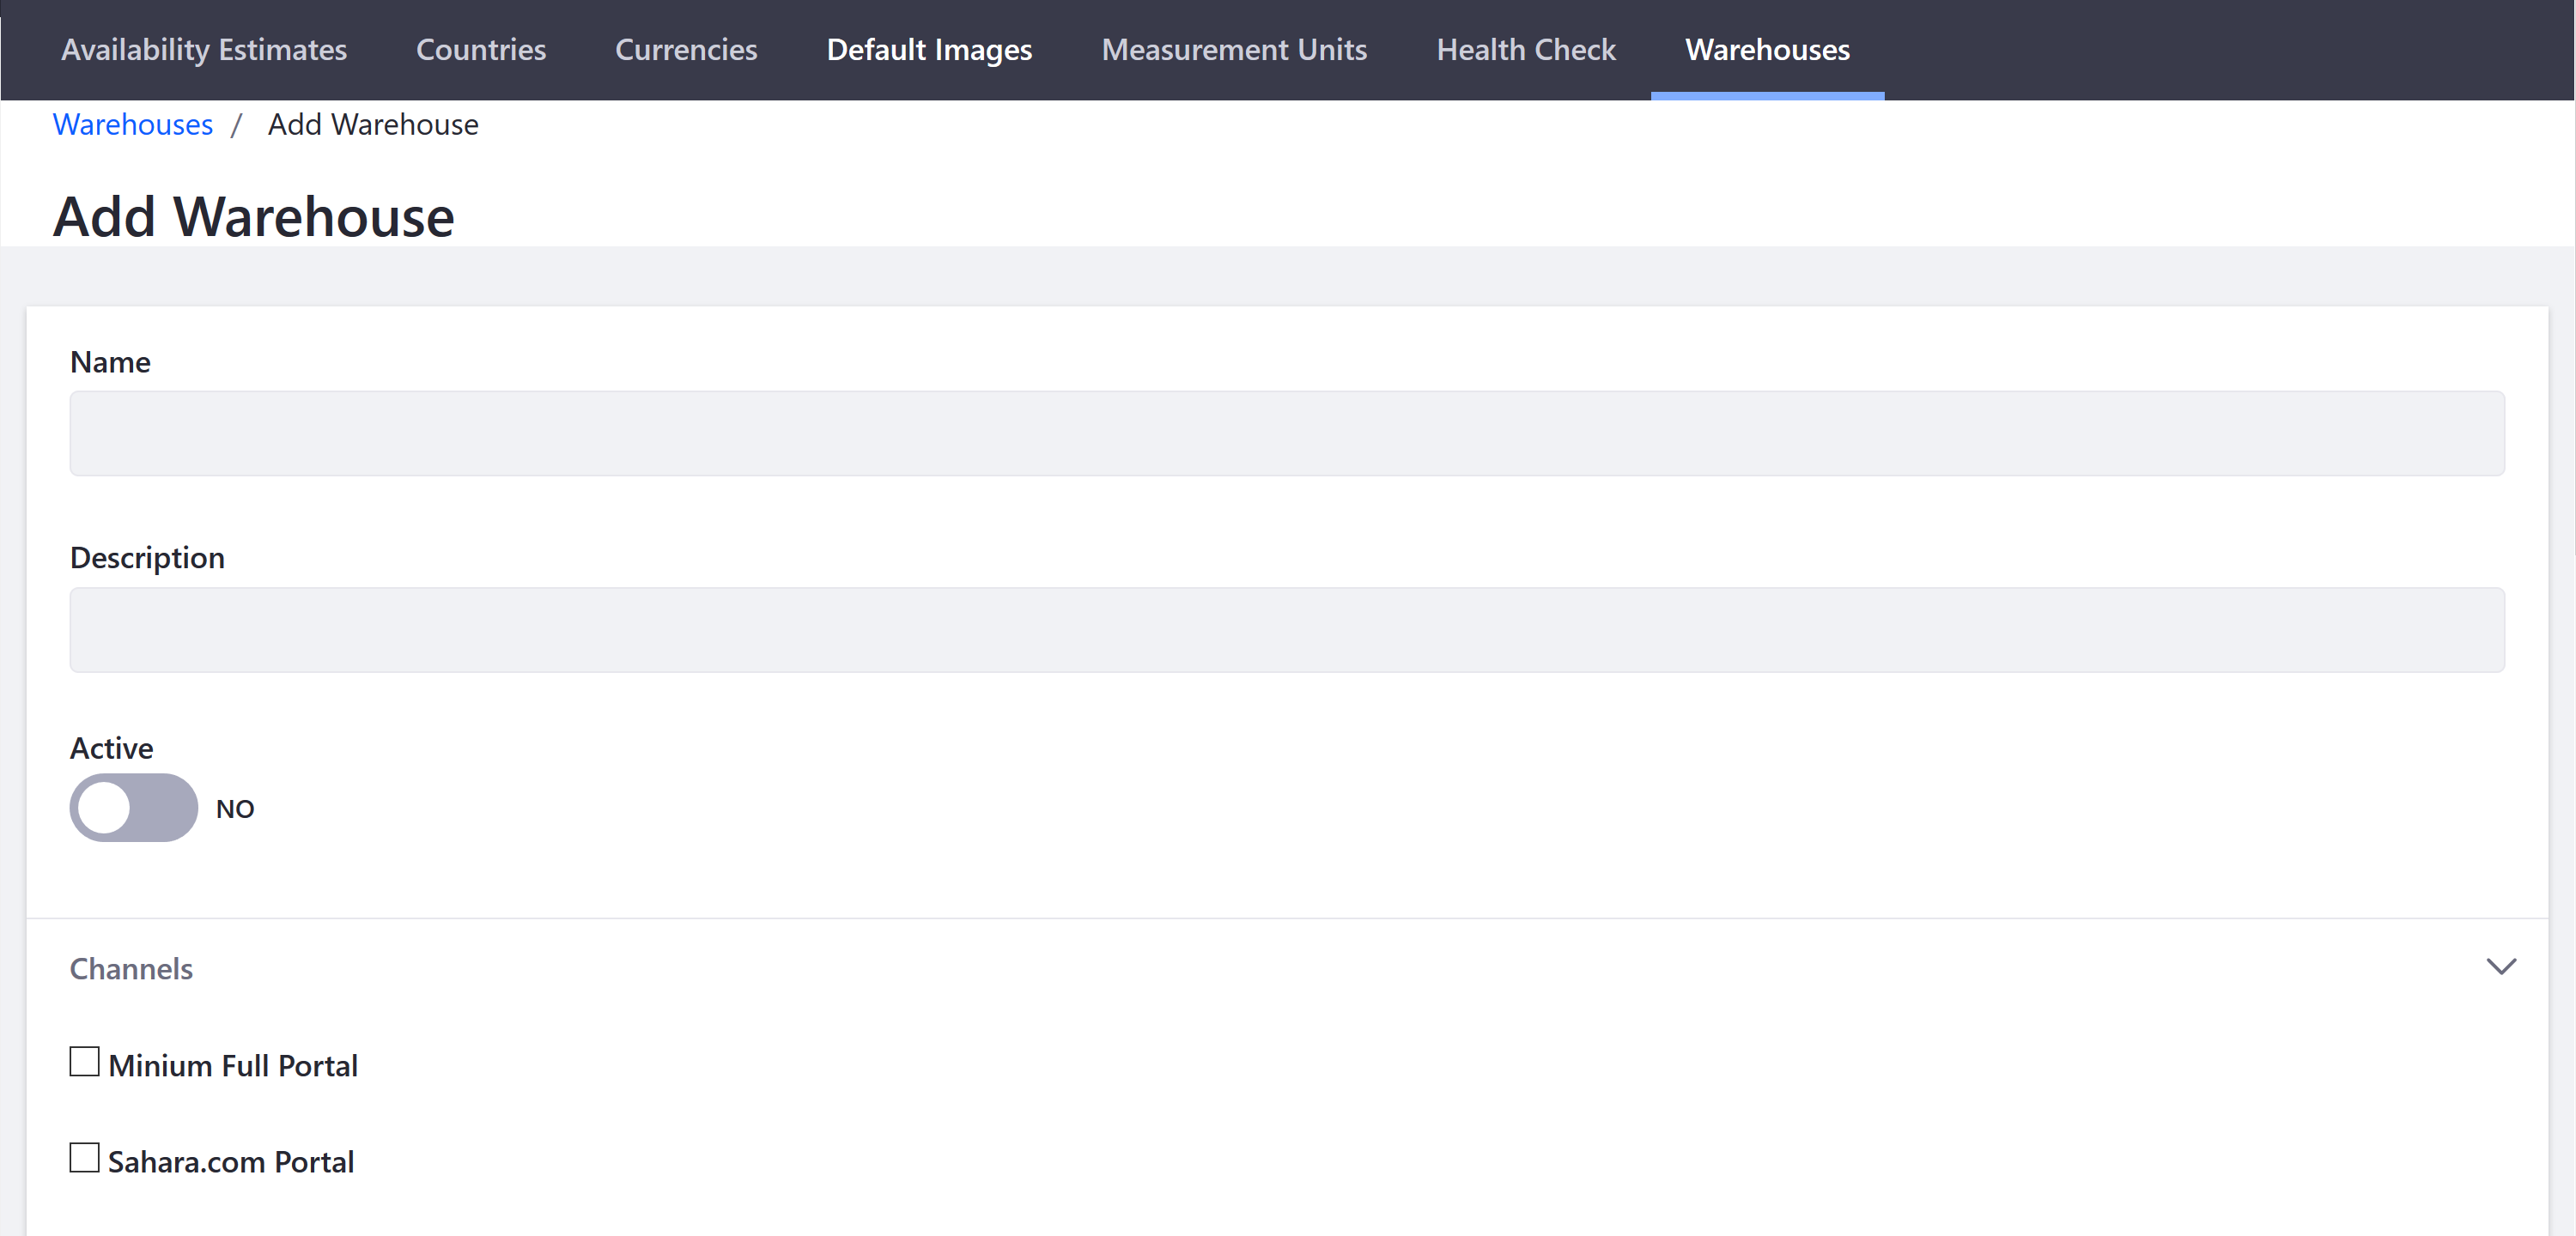 Availability Estimates Countries Currencies Default Images Measurement Units Health Check Warehouses
Warehouses / Add Warehouse
Add Warehouse
Name
Description
Active
NO
Channels
Minium Full Portal
Sahara.com Portal